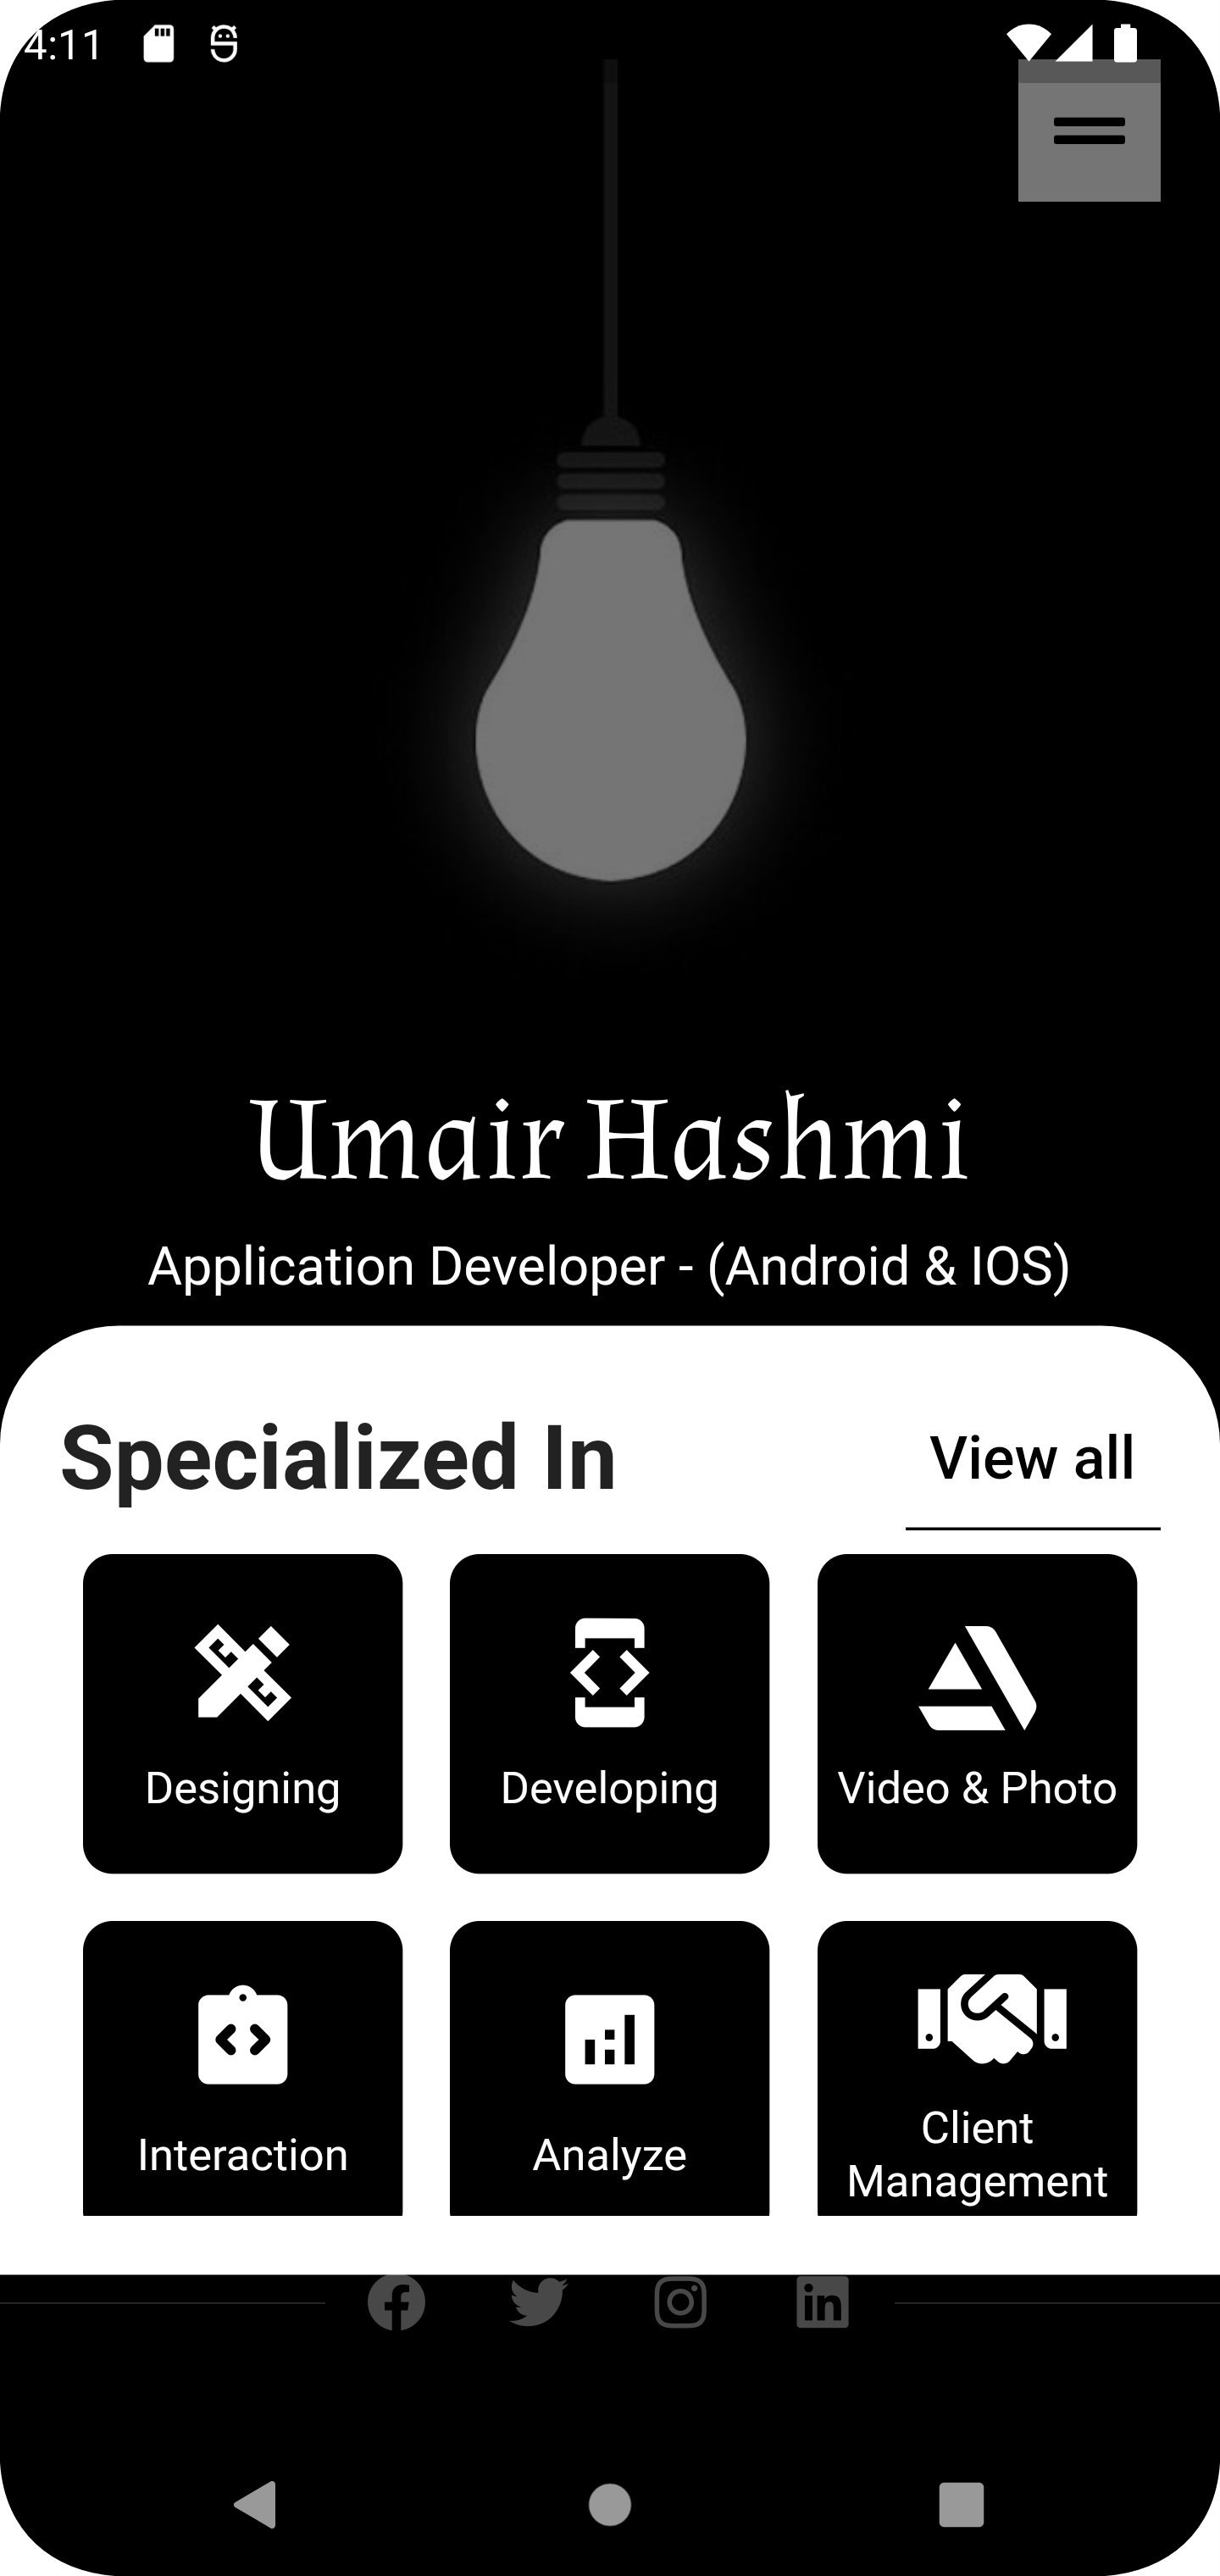 4:11
Umair Hashmi
Application Developer - (Android & IOS)
Specialized In
View all
Designing
Developing
Video & Photo
Interaction
Analyze
Client
Management